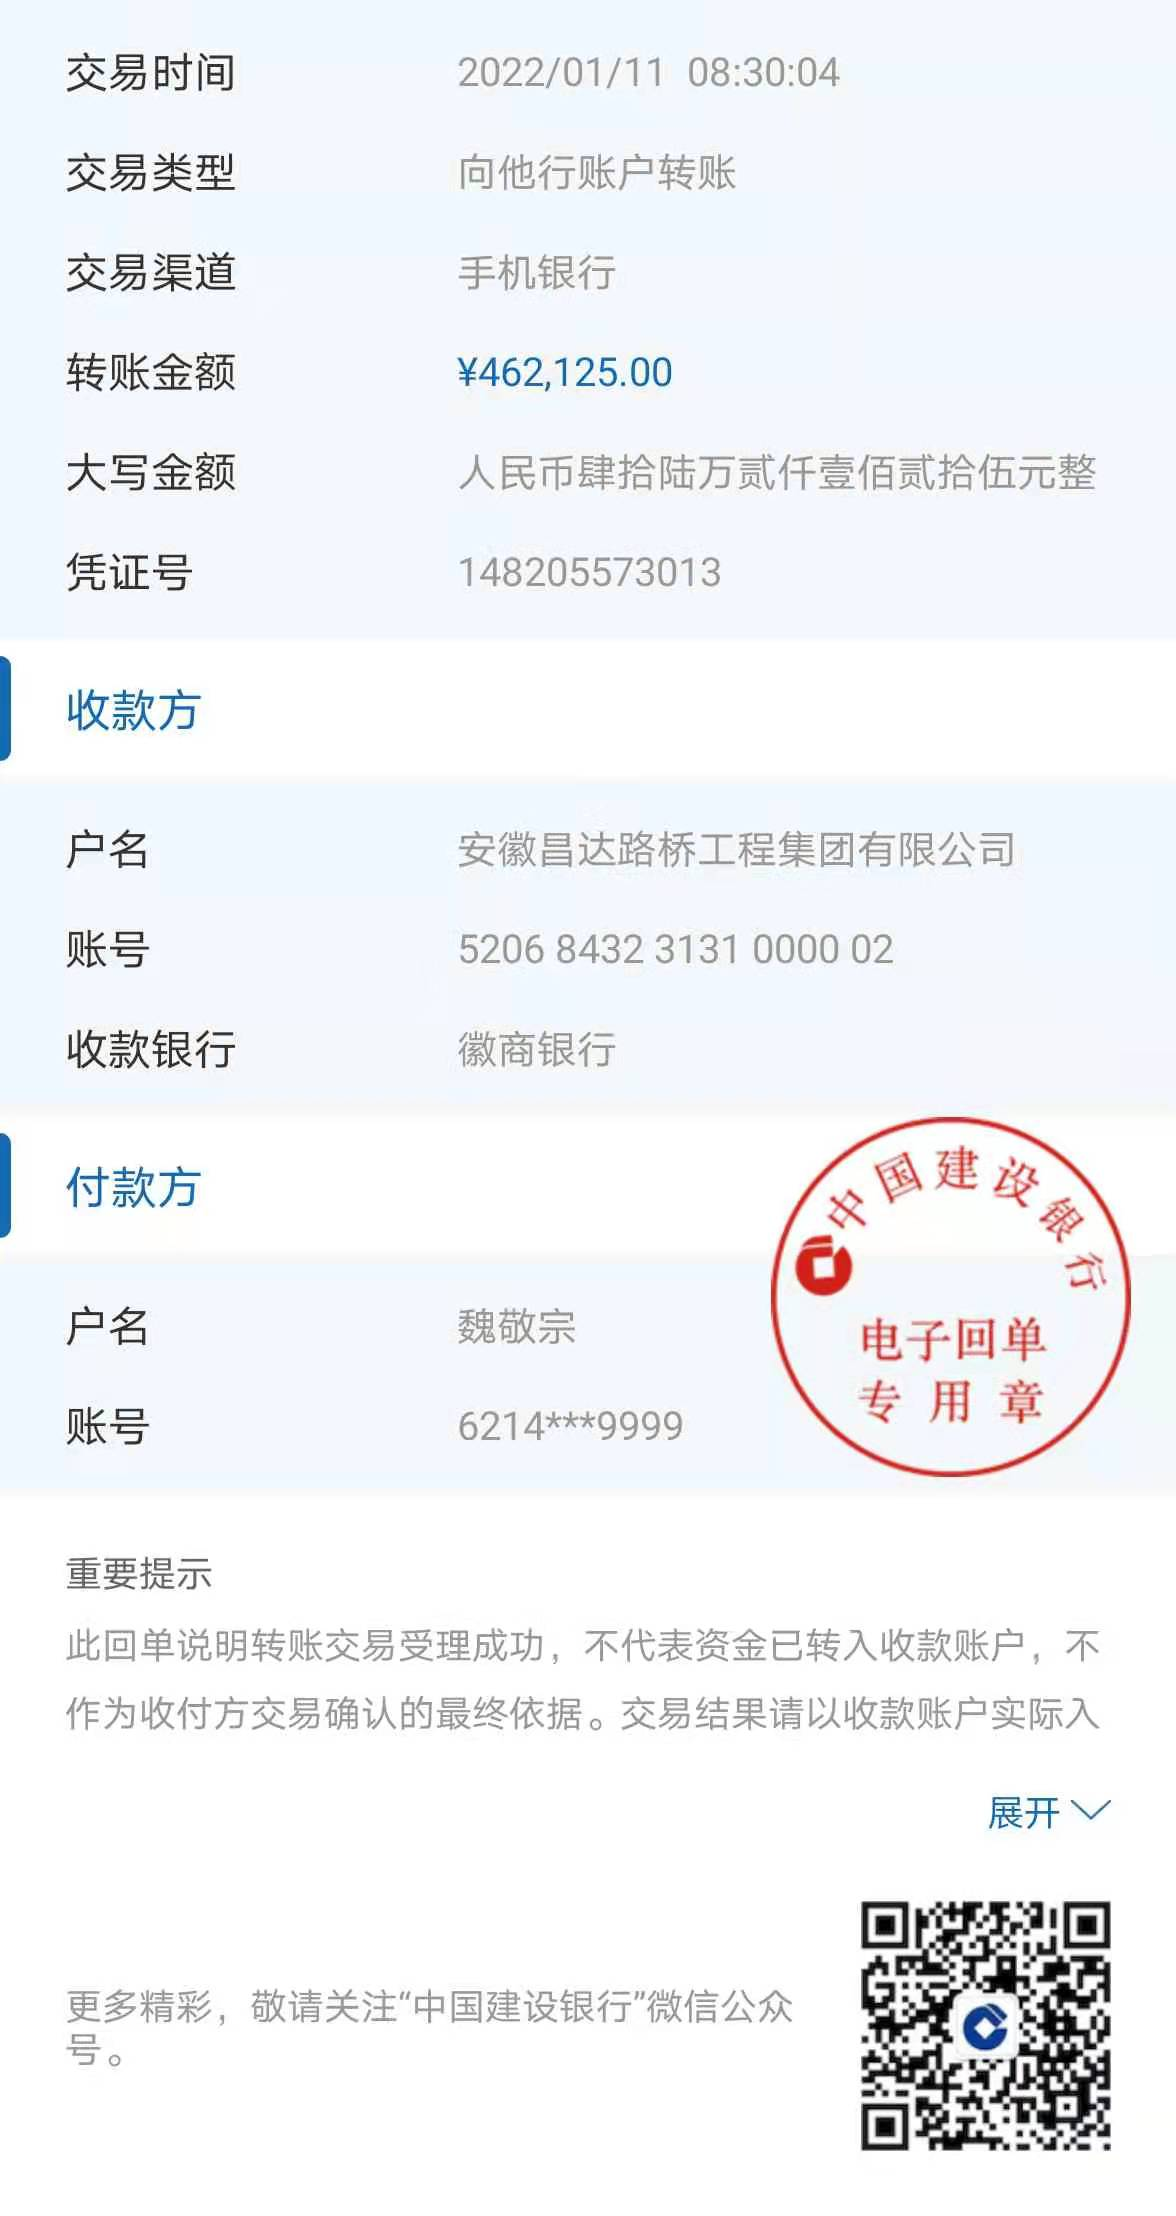 交易时间 2022/01/11 08:30:04
交易类型 向他行账户转账
交易渠道 手机银行
转账金额 ¥462,125.00
大写金额 人民币肆拾陆万贰仟壹佰贰拾伍元整
凭证号 148205573013
收款方
户名 安徽昌达路桥工程集团有限公司
账号 5206 8432 3131 0000 02
收款银行 徽商银行
付款方
中国建设银行
电子回单
专用章
户名 魏敬宗
账号 6214***9999
重要提示
此回单说明转账交易受理成功，不代表资金已转入收款账户，不
作为收付方交易确认的最终依据。交易结果请以收款账户实际入
展开
更多精彩，敬请关注“中国建设银行”微信公众
号。